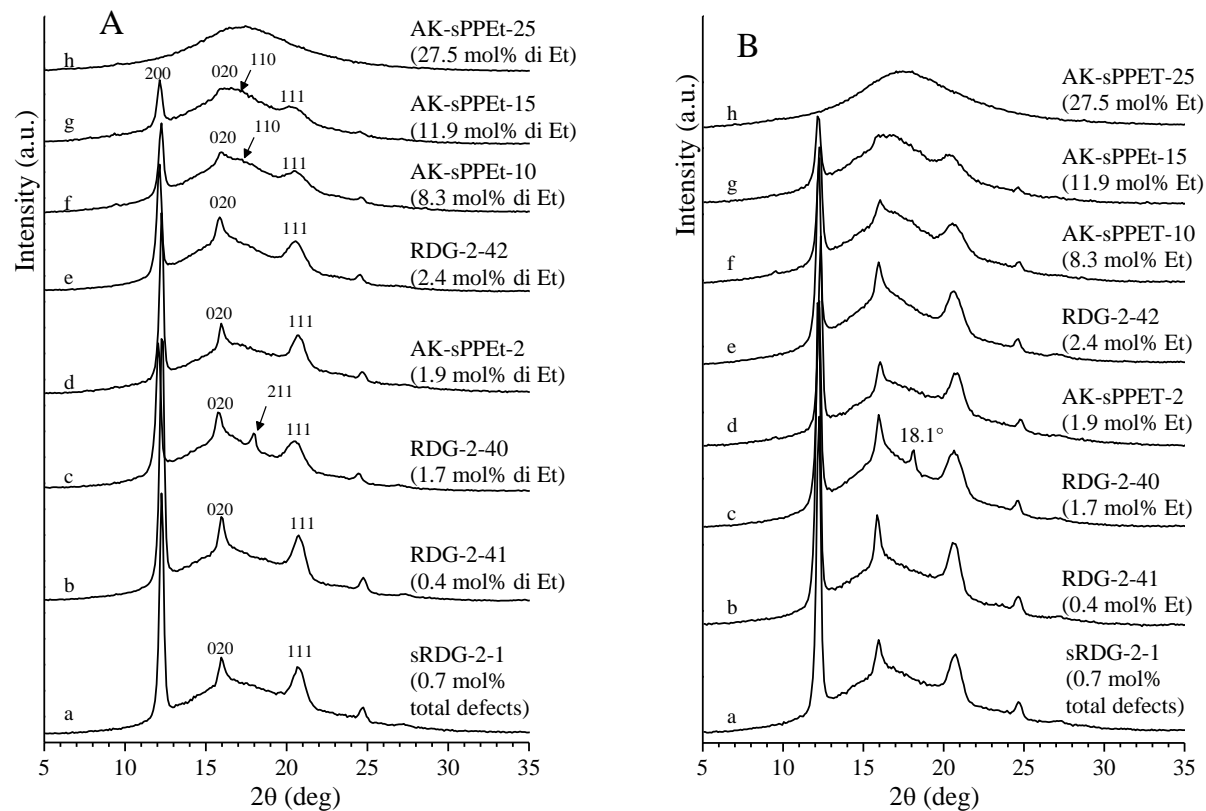 A
AK-sPPEt-25
(27.5 mol% di Et)
h
200
020
110
111
AK-sPPEt-15
(11.9 mol% di Et)
g
020
110
111
AK-sPPEt-10
(8.3 mol% di Et)
f
020
111
RDG-2-42
(2.4 mol% di Et)
e
020
111
AK-sPPEt-2
(1.9 mol% di Et)
d
020
211
111
RDG-2-40
(1.7 mol% di Et)
c
020
111
RDG-2-41
(0.4 mol% di Et)
b
020
111
sRDG-2-1
(0.7 mol%
total defects)
a
Intensity (a.u.)
5 10 15 20 25 30 35
2θ (deg)
B
AK-sPPET-25
(27.5 mol% Et)
h
AK-sPPEt-15
(11.9 mol% Et)
g
AK-sPPET-10
(8.3 mol% Et)
f
RDG-2-42
(2.4 mol% Et)
e
AK-sPPET-2
(1.9 mol% Et)
d
18.1°
RDG-2-40
(1.7 mol% Et)
c
RDG-2-41
(0.4 mol% Et)
b
sRDG-2-1
(0.7 mol%
total defects)
a
Intensity (a.u.)
5 10 15 20 25 30 35
2θ (deg)